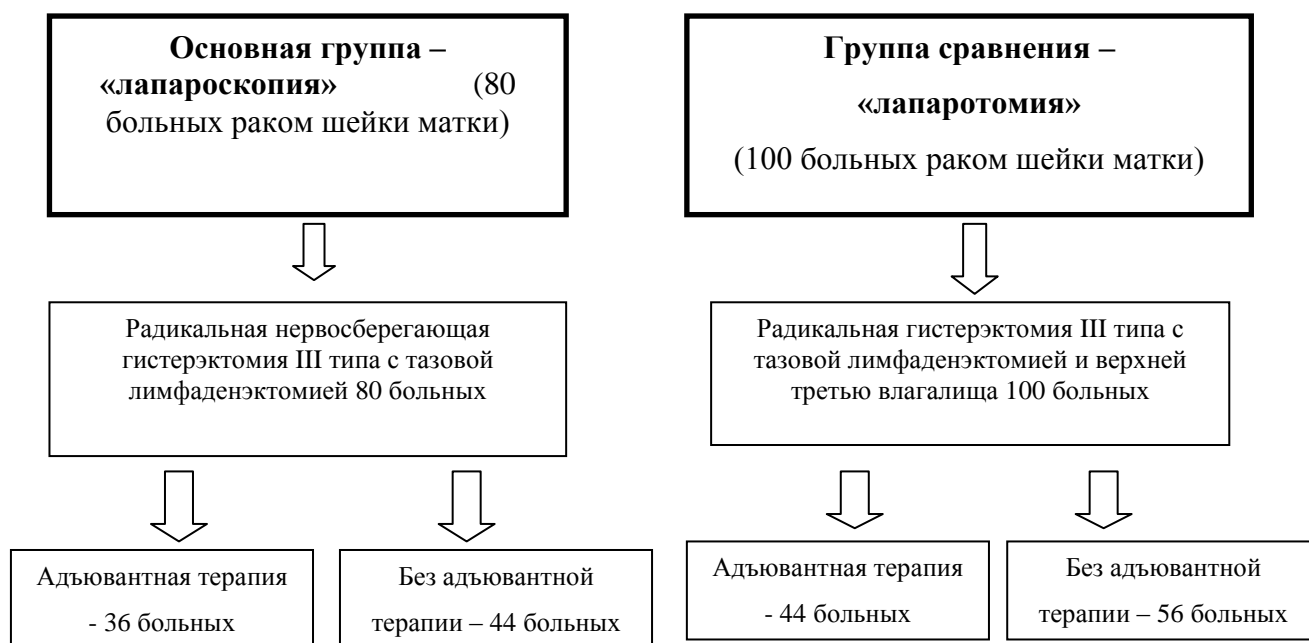 Основная группа –
«лапароскопия» (80
больных раком шейки матки)
Группа сравнения –
«лапаротомия»
(100 больных раком шейки матки)
Радикальная нервосберегающая
гистерэктомия III типа с тазовой
лимфаденэктомией 80 больных
Радикальная гистерэктомия III типа с
тазовой лимфаденэктомией и верхней
третью влагалища 100 больных
Адъювантная терапия
- 36 больных
Без адъювантной
терапии – 44 больных
Адъювантная терапия
- 44 больных
Без адъювантной
терапии – 56 больных